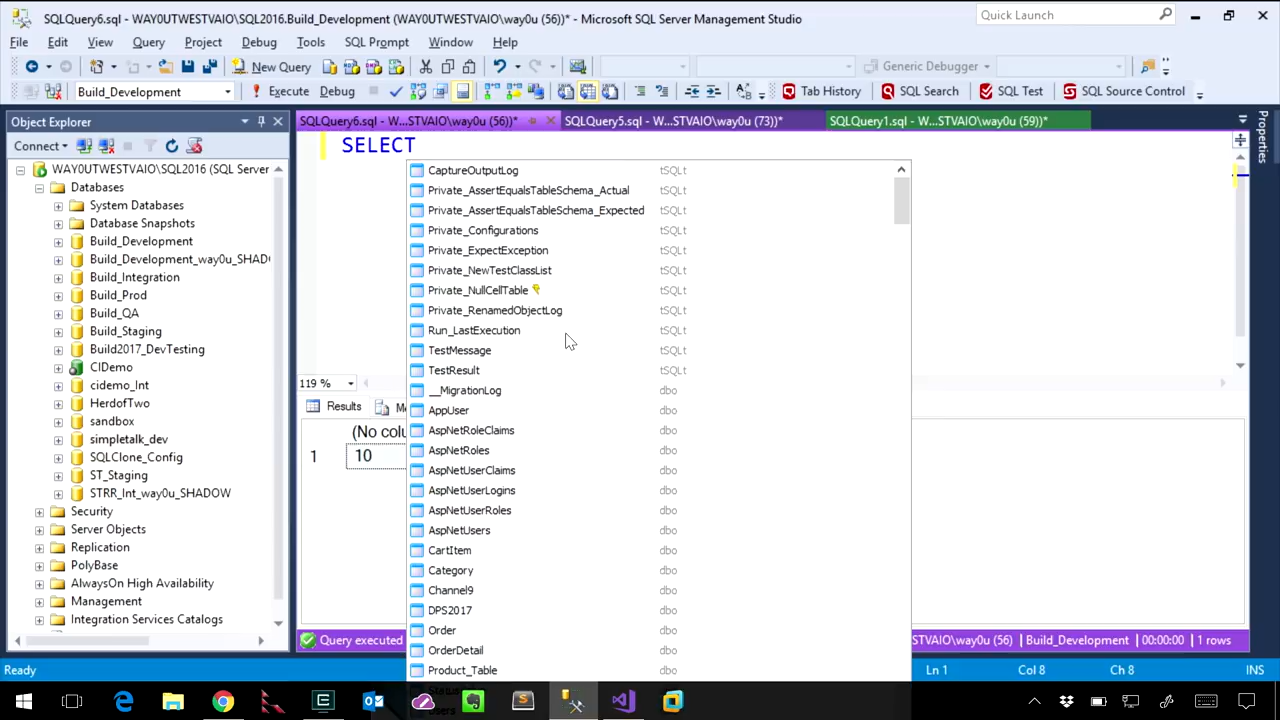 SQLQuery6.sql - WAY0UTWESTVAIO\SQL2016.Build_Development (WAY0UTWESTVAIO\way0u (56))* - Microsoft SQL Server Management Studio
Quick Launch
File Edit View Query Project Debug Tools SQL Prompt Window Help
New Query
Generic Debugger
Build_Development Execute Debug Tab History SQL Search SQL Test SQL Source Control
Object Explorer
SQLQuery6.sql - W...STVAIO\way0u (56))* SQLQuery5.sql - W...STVAIO\way0u (73))* SQLQuery1.sql - W...STVAIO\way0u (59))*
Properties
Connect
WAY0UTWESTVAIO\SQL2016 (SQL Server
Databases
System Databases
Database Snapshots
Build_Development
Build_Development_way0u_SHAD
Build_Integration
Build_Prod
Build_QA
Build_Staging
Build2017_DevTesting
CIDemo
cidemo_Int
HerdofTwo
sandbox
simpletalk_dev
SQLClone_Config
ST_Staging
STRR_Int_way0u_SHADOW
Security
Server Objects
Replication
PolyBase
AlwaysOn High Availability
Management
Integration Services Catalogs
SELECT
CaptureOutputLog tSQLt
Private_AssertEqualsTableSchema_Actual tSQLt
Private_AssertEqualsTableSchema_Expected tSQLt
Private_Configurations tSQLt
Private_ExpectException tSQLt
Private_NewTestClassList tSQLt
Private_NullCellTable tSQLt
Private_RenamedObjectLog tSQLt
Run_LastExecution tSQLt
TestMessage tSQLt
TestResult tSQLt
__MigrationLog dbo
AppUser dbo
AspNetRoleClaims dbo
AspNetRoles dbo
AspNetUserClaims dbo
AspNetUserLogins dbo
AspNetUserRoles dbo
AspNetUsers dbo
CartItem dbo
Category dbo
Channel9 dbo
DPS2017 dbo
Order dbo
OrderDetail dbo
Product_Table dbo
119 %
Results
(No colu
1 10
Query executed
STVAIO\way0u (56) Build_Development 00:00:00 1 rows
Ready Ln 1 Col 8 Ch 8 INS